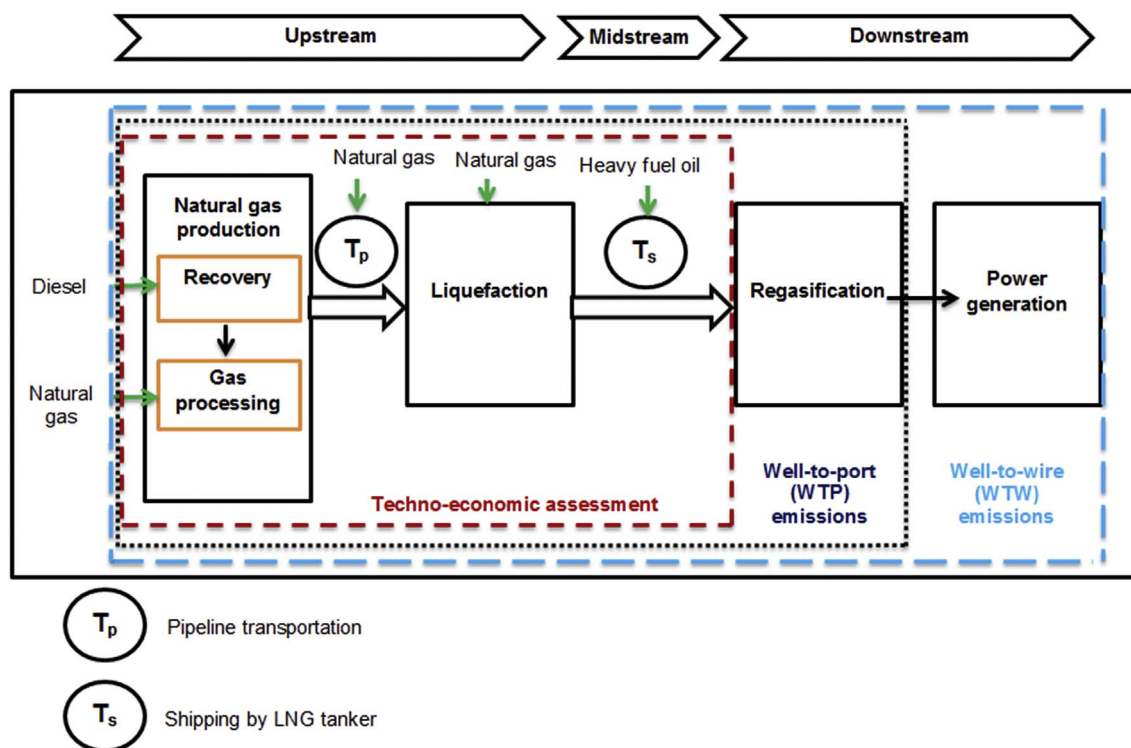 Upstream
Midstream
Downstream
Natural gas
Natural gas
Heavy fuel oil
Natural gas
production
Tp
Ts
Recovery
Diesel
Liquefaction
Regasification
Power
generation
Gas
processing
Natural
gas
Techno-economic assessment
Well-to-port
(WTP)
emissions
Well-to-wire
(WTW)
emissions
Tp
Pipeline transportation
Ts
Shipping by LNG tanker